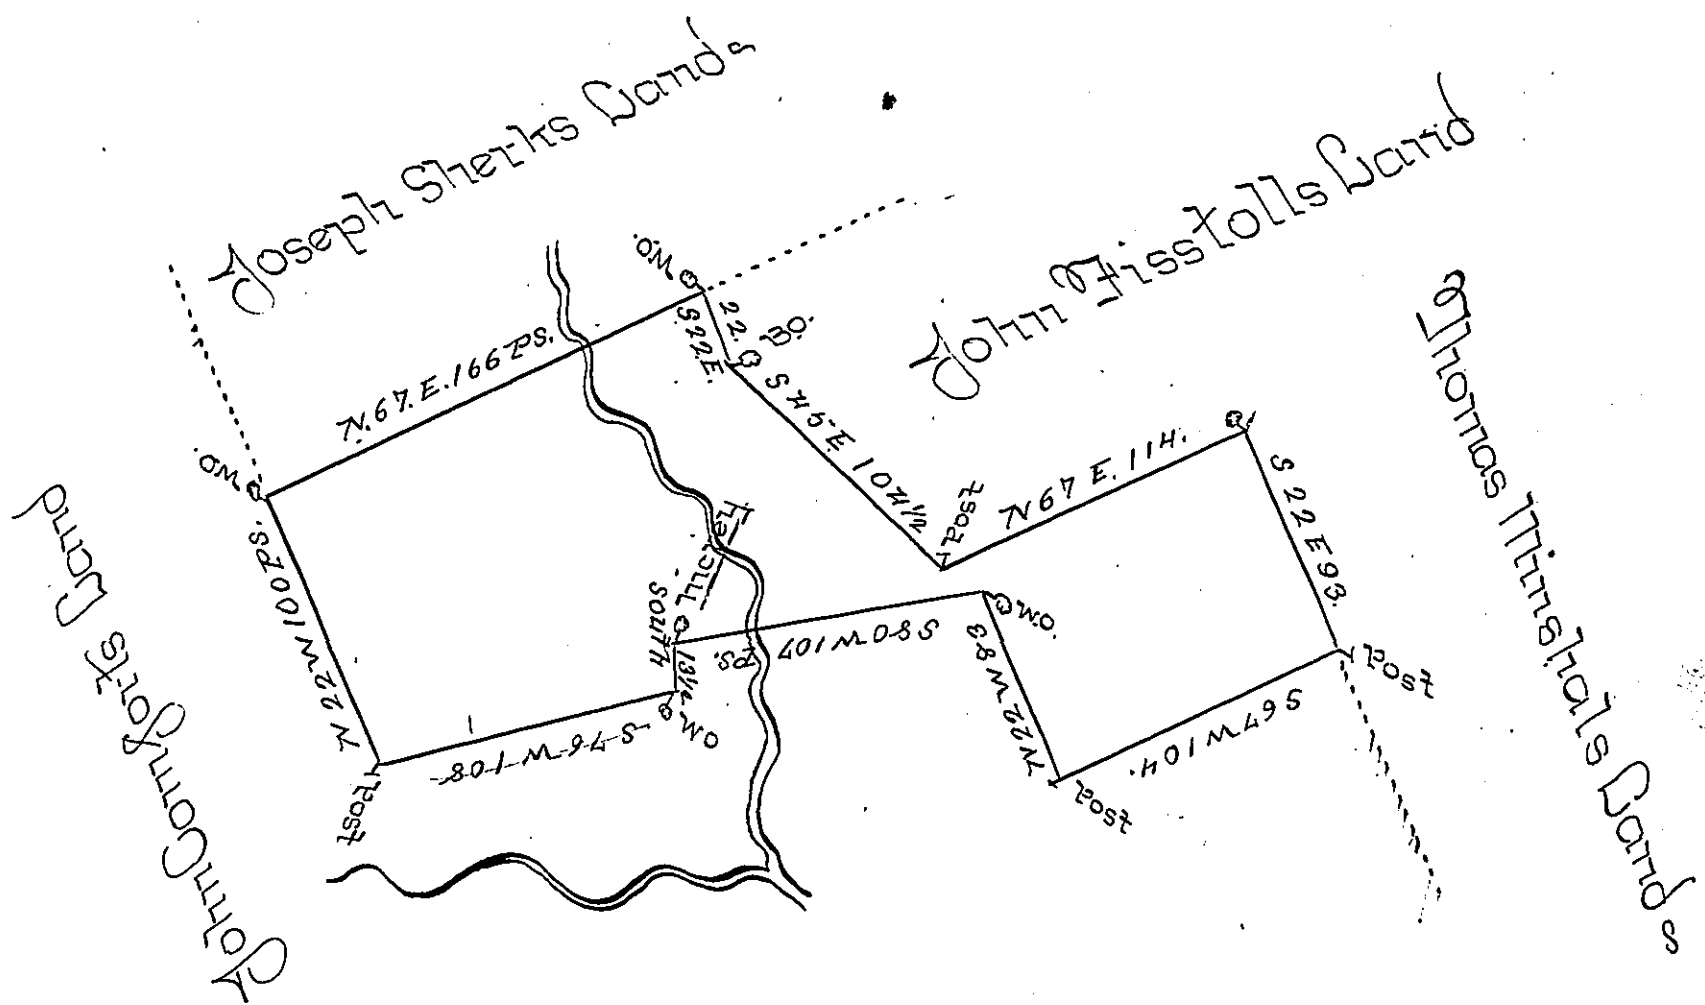 Joseph Sherks Lands
John Fisstolls Land
Thomas Minshals Lands
John Comforts Land
W.O.
N.67.E.166 PS.
W.O.
22.
S.22.E.
B.O.
S 45 E 104 1/2
Post
N 67 E. 114.
S 22 E 93.
Post
S 67 W 104.
Post
N 22 W 83
W.O.
S 80 W 107 Ps.
SOUTH
13 1/2
W.O.
S 76 W 108
Post
N 22 W 100 PS.